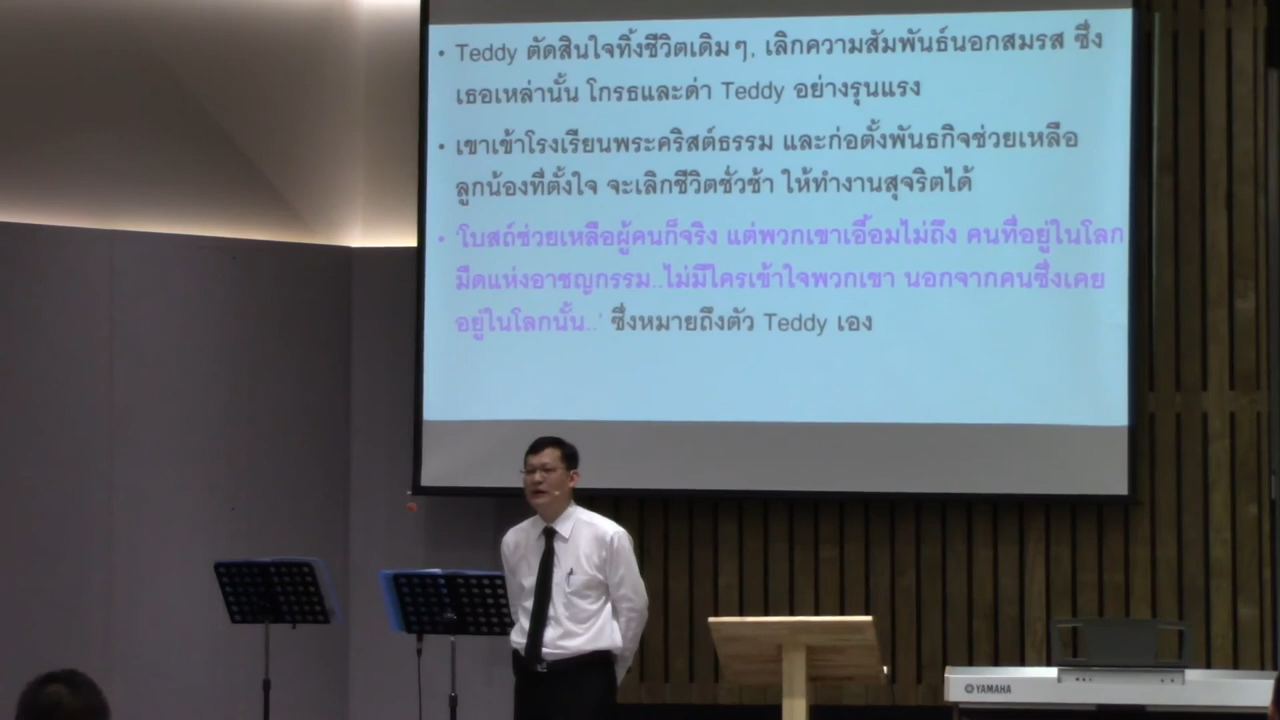 • Teddy ตัดสินใจทิ้งชีวิตเดิมๆ, เลิกความสัมพันธ์นอกสมรส ซึ่ง
เธอเหล่านั้น โกรธและด่า Teddy อย่างรุนแรง
• เขาเข้าโรงเรียนพระคริสต์ธรรม และก่อตั้งพันธกิจช่วยเหลือ
ลูกน้องที่ตั้งใจ จะเลิกชีวิตชั่วช้า ให้ทำงานสุจริตได้
• 'โบสถ์ช่วยเหลือผู้คนก็จริง แต่พวกเขาเอื้อมไม่ถึง คนที่อยู่ในโลก
มืดแห่งอาชญกรรม..ไม่มีใครเข้าใจพวกเขา นอกจากคนซึ่งเคย
อยู่ในโลกนั้น..' ซึ่งหมายถึงตัว Teddy เอง
YAMAHA